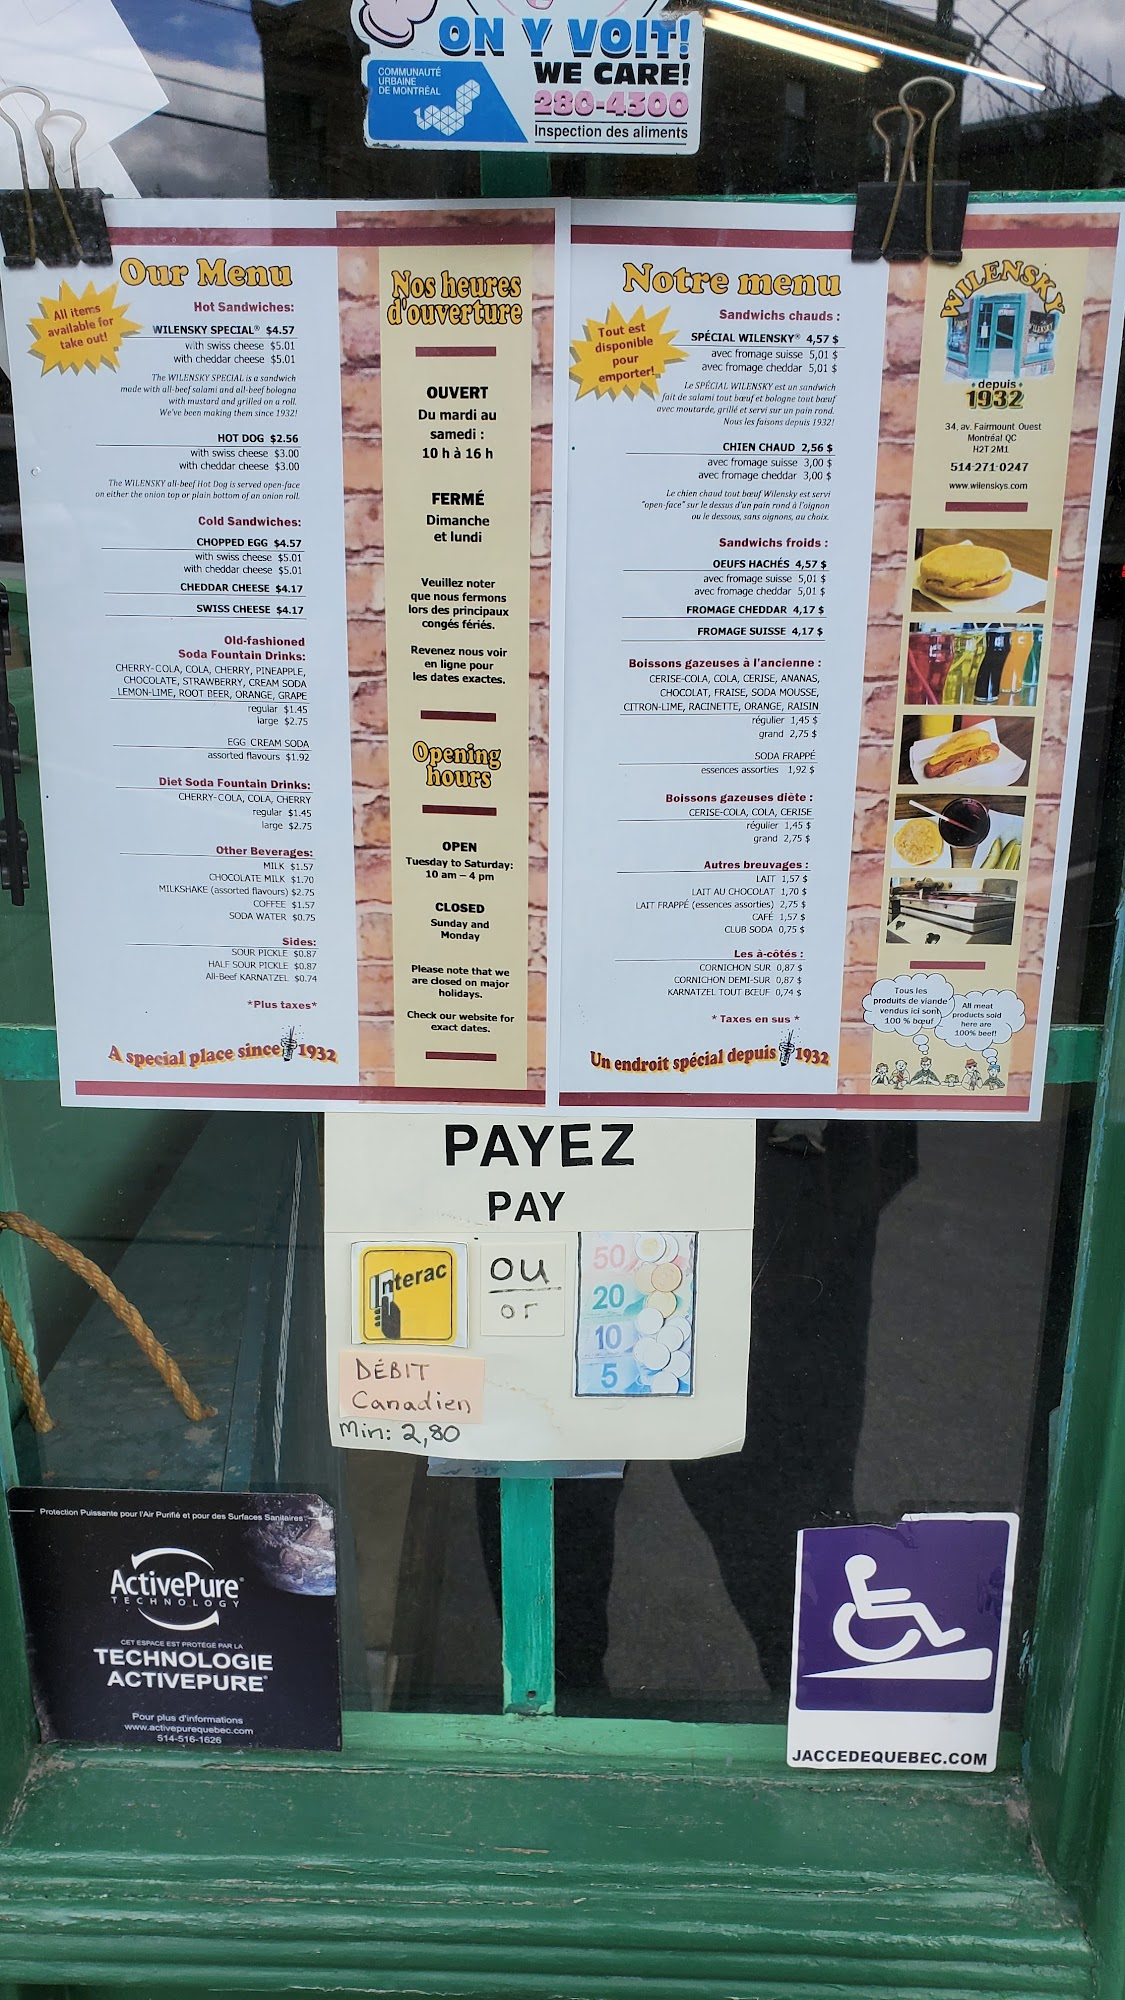 ON Y VOIT!
WE CARE!
COMMUNAUTÉ
URBAINE
DE MONTRÉAL
280-4300
Inspection des aliments
Our Menu
All items
available for
take out!
Hot Sandwiches:
WILENSKY SPECIAL® $4.57
with swiss cheese $5.01
with cheddar cheese $5.01
The WILENSKY SPECIAL is a sandwich
made with all-beef salami and all-beef bologna
with mustard and grilled on a roll.
We've been making them since 1932!
HOT DOG $2.56
with swiss cheese $3.00
with cheddar cheese $3.00
The WILENSKY all-beef Hot Dog is served open-face
on either the onion top or plain bottom of an onion roll.
Cold Sandwiches:
CHOPPED EGG $4.57
with swiss cheese $5.01
with cheddar cheese $5.01
CHEDDAR CHEESE $4.17
SWISS CHEESE $4.17
Old-fashioned
Soda Fountain Drinks:
CHERRY-COLA, COLA, CHERRY, PINEAPPLE,
CHOCOLATE, STRAWBERRY, CREAM SODA
LEMON-LIME, ROOT BEER, ORANGE, GRAPE
regular $1.45
large $2.75
EGG CREAM SODA
assorted flavours $1.92
Diet Soda Fountain Drinks:
CHERRY-COLA, COLA, CHERRY
regular $1.45
large $2.75
Other Beverages:
MILK $1.57
CHOCOLATE MILK $1.70
MILKSHAKE (assorted flavours) $2.75
COFFEE $1.57
SODA WATER $0.75
Sides:
SOUR PICKLE $0.87
HALF SOUR PICKLE $0.87
All-Beef KARNATZEL $0.74
*Plus taxes*
A special place since 1932
Nos heures
d'ouverture
OUVERT
Du mardi au
samedi :
10 h à 16 h
FERMÉ
Dimanche
et lundi
Veuillez noter
que nous fermons
lors des principaux
congés fériés.
Revenez nous voir
en ligne pour
les dates exactes.
Opening
hours
OPEN
Tuesday to Saturday:
10 am – 4 pm
CLOSED
Sunday and
Monday
Please note that we
are closed on major
holidays.
Check our website for
exact dates.
Notre menu
Tout est
disponible
pour
emporter!
Sandwichs chauds :
SPÉCIAL WILENSKY® 4,57 $
avec fromage suisse 5,01 $
avec fromage cheddar 5,01 $
Le SPÉCIAL WILENSKY est un sandwich
fait de salami tout bœuf et bologne tout bœuf
avec moutarde, grillé et servi sur un pain rond.
Nous les faisons depuis 1932!
CHIEN CHAUD 2,56 $
avec fromage suisse 3,00 $
avec fromage cheddar 3,00 $
Le chien chaud tout bœuf Wilensky est servi
"open-face" sur le dessus d'un pain rond à l'oignon
ou le dessous, sans oignons, au choix.
Sandwichs froids :
OEUFS HACHÉS 4,57 $
avec fromage suisse 5,01 $
avec fromage cheddar 5,01 $
FROMAGE CHEDDAR 4,17 $
FROMAGE SUISSE 4,17 $
Boissons gazeuses à l'ancienne :
CERISE-COLA, COLA, CERISE, ANANAS,
CHOCOLAT, FRAISE, SODA MOUSSE,
CITRON-LIME, RACINETTE, ORANGE, RAISIN
régulier 1,45 $
grand 2,75 $
SODA FRAPPÉ
essences assorties 1,92 $
Boissons gazeuses diète :
CERISE-COLA, COLA, CERISE
régulier 1,45 $
grand 2,75 $
Autres breuvages :
LAIT 1,57 $
LAIT AU CHOCOLAT 1,70 $
LAIT FRAPPÉ (essences assorties) 2,75 $
CAFÉ 1,57 $
CLUB SODA 0,75 $
Les à-côtés :
CORNICHON SUR 0,87 $
CORNICHON DEMI-SUR 0,87 $
KARNATZEL TOUT BŒUF 0,74 $
* Taxes en sus *
Un endroit spécial depuis 1932
WILENSKY
depuis
1932
34, av. Fairmount Ouest
Montréal QC
H2T 2M1
514-271-0247
www.wilenskys.com
Tous les
produits de viande
vendus ici sont
100 % bœuf
All meat
products sold
here are
100% beef!
PAYEZ
PAY
Interac
OU
or
50
20
10
5
DÉBIT
Canadien
Min: 2,80
Protection Puissante pour l'Air Purifié et pour des Surfaces Sanitaires
ActivePure®
TECHNOLOGY
CET ESPACE EST PROTÉGÉ PAR LA
TECHNOLOGIE
ACTIVEPURE®
Pour plus d'informations
www.activepurequebec.com
514-516-1626
JACCEDEQUEBEC.COM